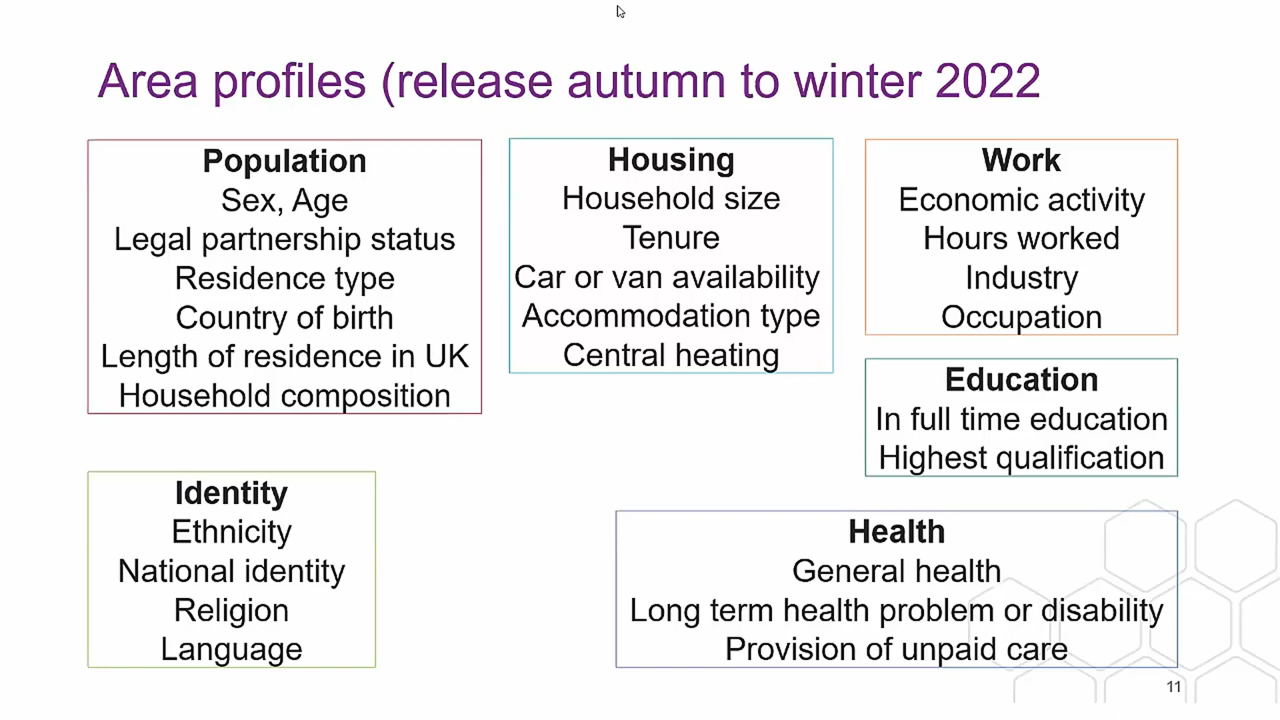 Area profiles (release autumn to winter 2022
Population
Sex, Age
Legal partnership status
Residence type
Country of birth
Length of residence in UK
Household composition
Housing
Household size
Tenure
Car or van availability
Accommodation type
Central heating
Work
Economic activity
Hours worked
Industry
Occupation
Education
In full time education
Highest qualification
Identity
Ethnicity
National identity
Religion
Language
Health
General health
Long term health problem or disability
Provision of unpaid care
11